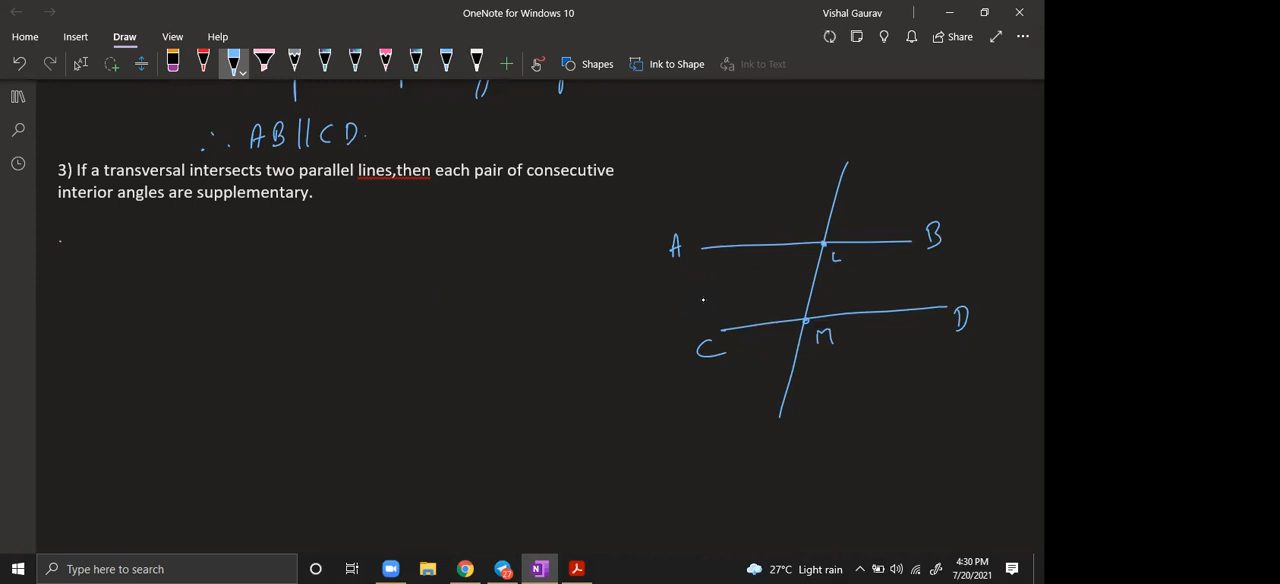 OneNote for Windows 10
Vishal Gaurav
Home Insert Draw View Help
Share
Shapes Ink to Shape Ink to Text
∴ AB || CD.
3) If a transversal intersects two parallel lines,then each pair of consecutive
interior angles are supplementary.
A
B
L
C
M
D
Type here to search
27
N
27°C Light rain
4:30 PM
7/20/2021